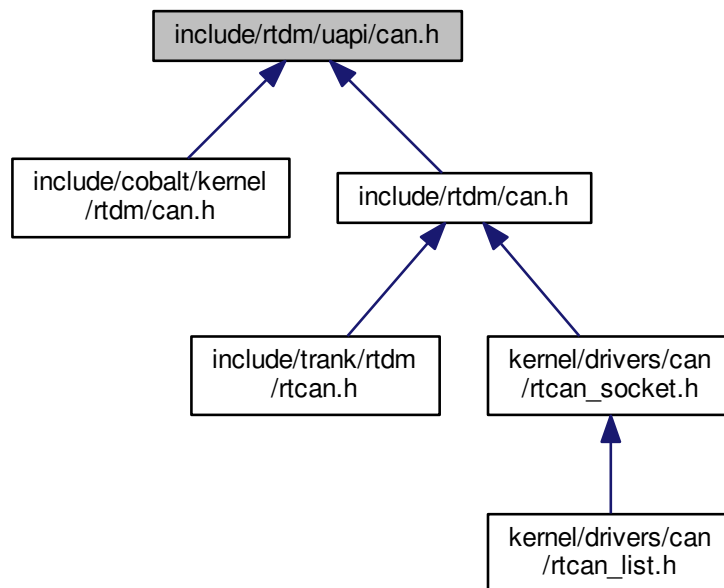 include/rtdm/uapi/can.h
include/cobalt/kernel
/rtdm/can.h
include/rtdm/can.h
include/trank/rtdm
/rtcan.h
kernel/drivers/can
/rtcan_socket.h
kernel/drivers/can
/rtcan_list.h